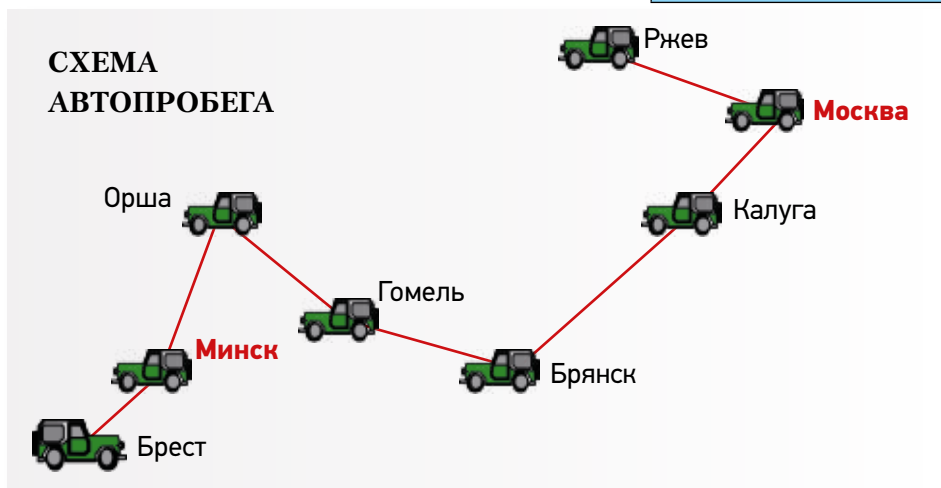 СХЕМА
АВТОПРОБЕГА
Ржев
Москва
Орша
Калуга
Гомель
Минск
Брянск
Брест